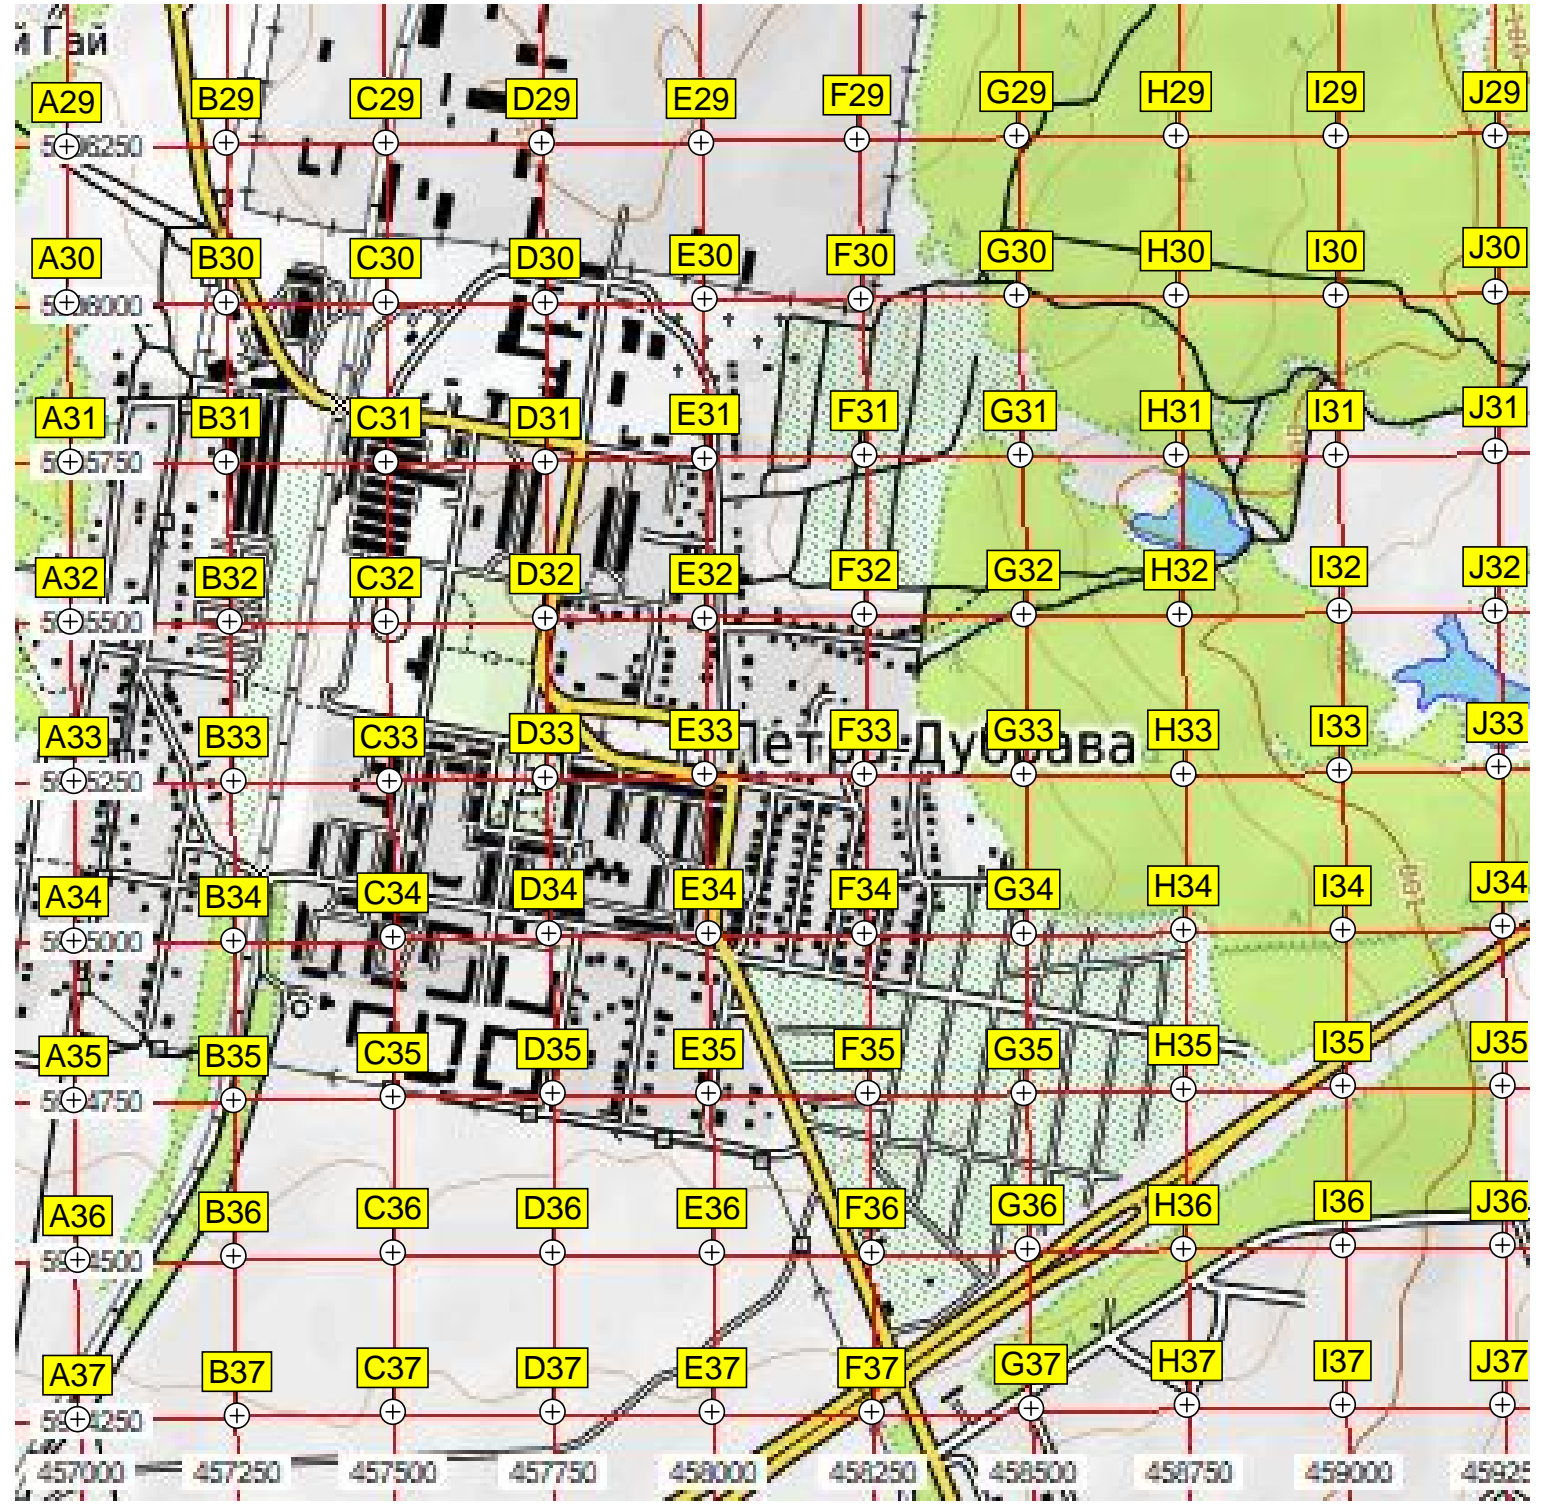 й Гай
A29 B29 C29 D29 E29 F29 G29 H29 I29 J29
A30 B30 C30 D30 E30 F30 G30 H30 I30 J30
A31 B31 C31 D31 E31 F31 G31 H31 I31 J31
A32 B32 C32 D32 E32 F32 G32 H32 I32 J32
A33 B33 C33 D33 E33 F33 G33 H33 I33 J33
A34 B34 C34 D34 E34 F34 G34 H34 I34 J34
100
A35 B35 C35 D35 E35 F35 G35 H35 I35 J35
A36 B36 C36 D36 E36 F36 G36 H36 I36 J36
A37 B37 C37 D37 E37 F37 G37 H37 I37 J37
457000 457250 457500 457750 458000 458250 458500 458750 459000 45925